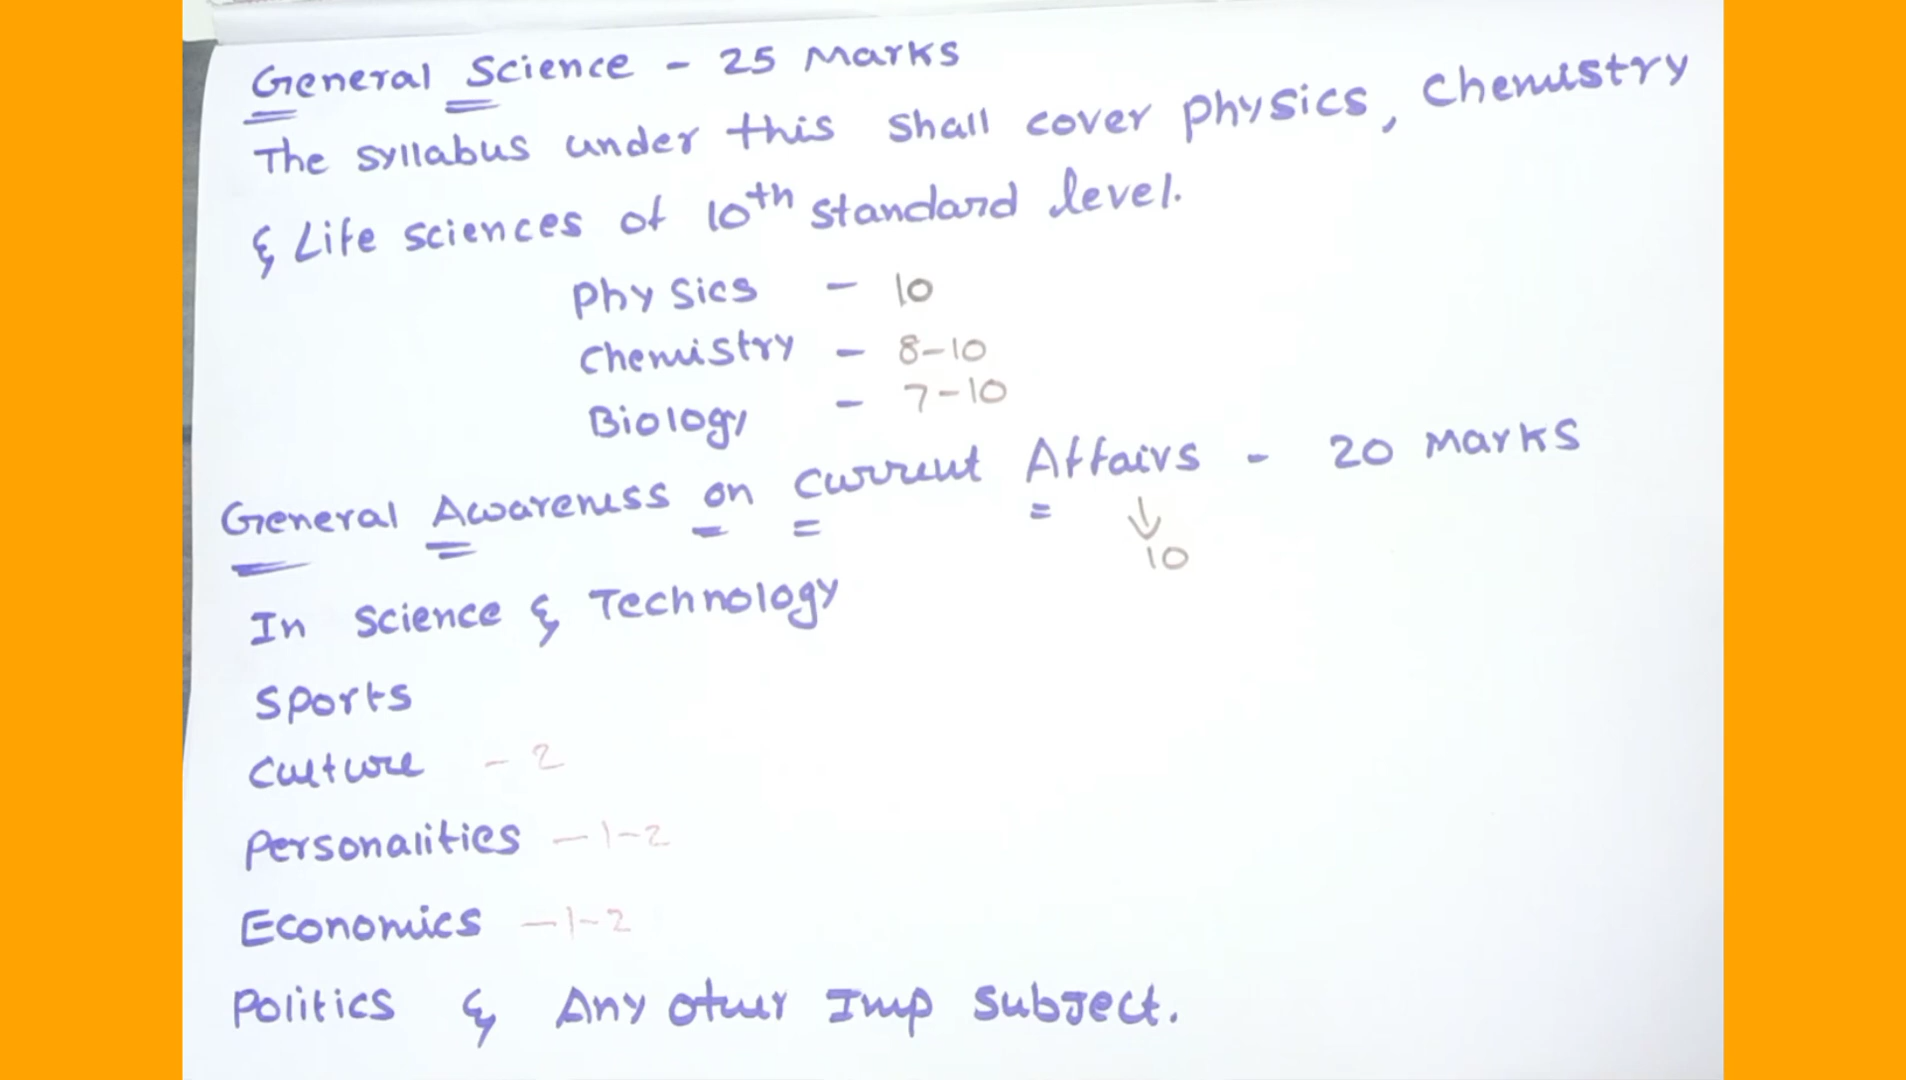 General Science - 25 Marks
The syllabus under this shall cover physics, chemistry
& Life sciences of 10th standard level.
Physics - 10
Chemistry - 8-10
Biology - 7-10
General Awareness on Current Affairs - 20 Marks
↓
10
In Science & Technology
Sports
Culture - 2
Personalities - 1-2
Economics - 1-2
Politics & Any other Imp Subject.